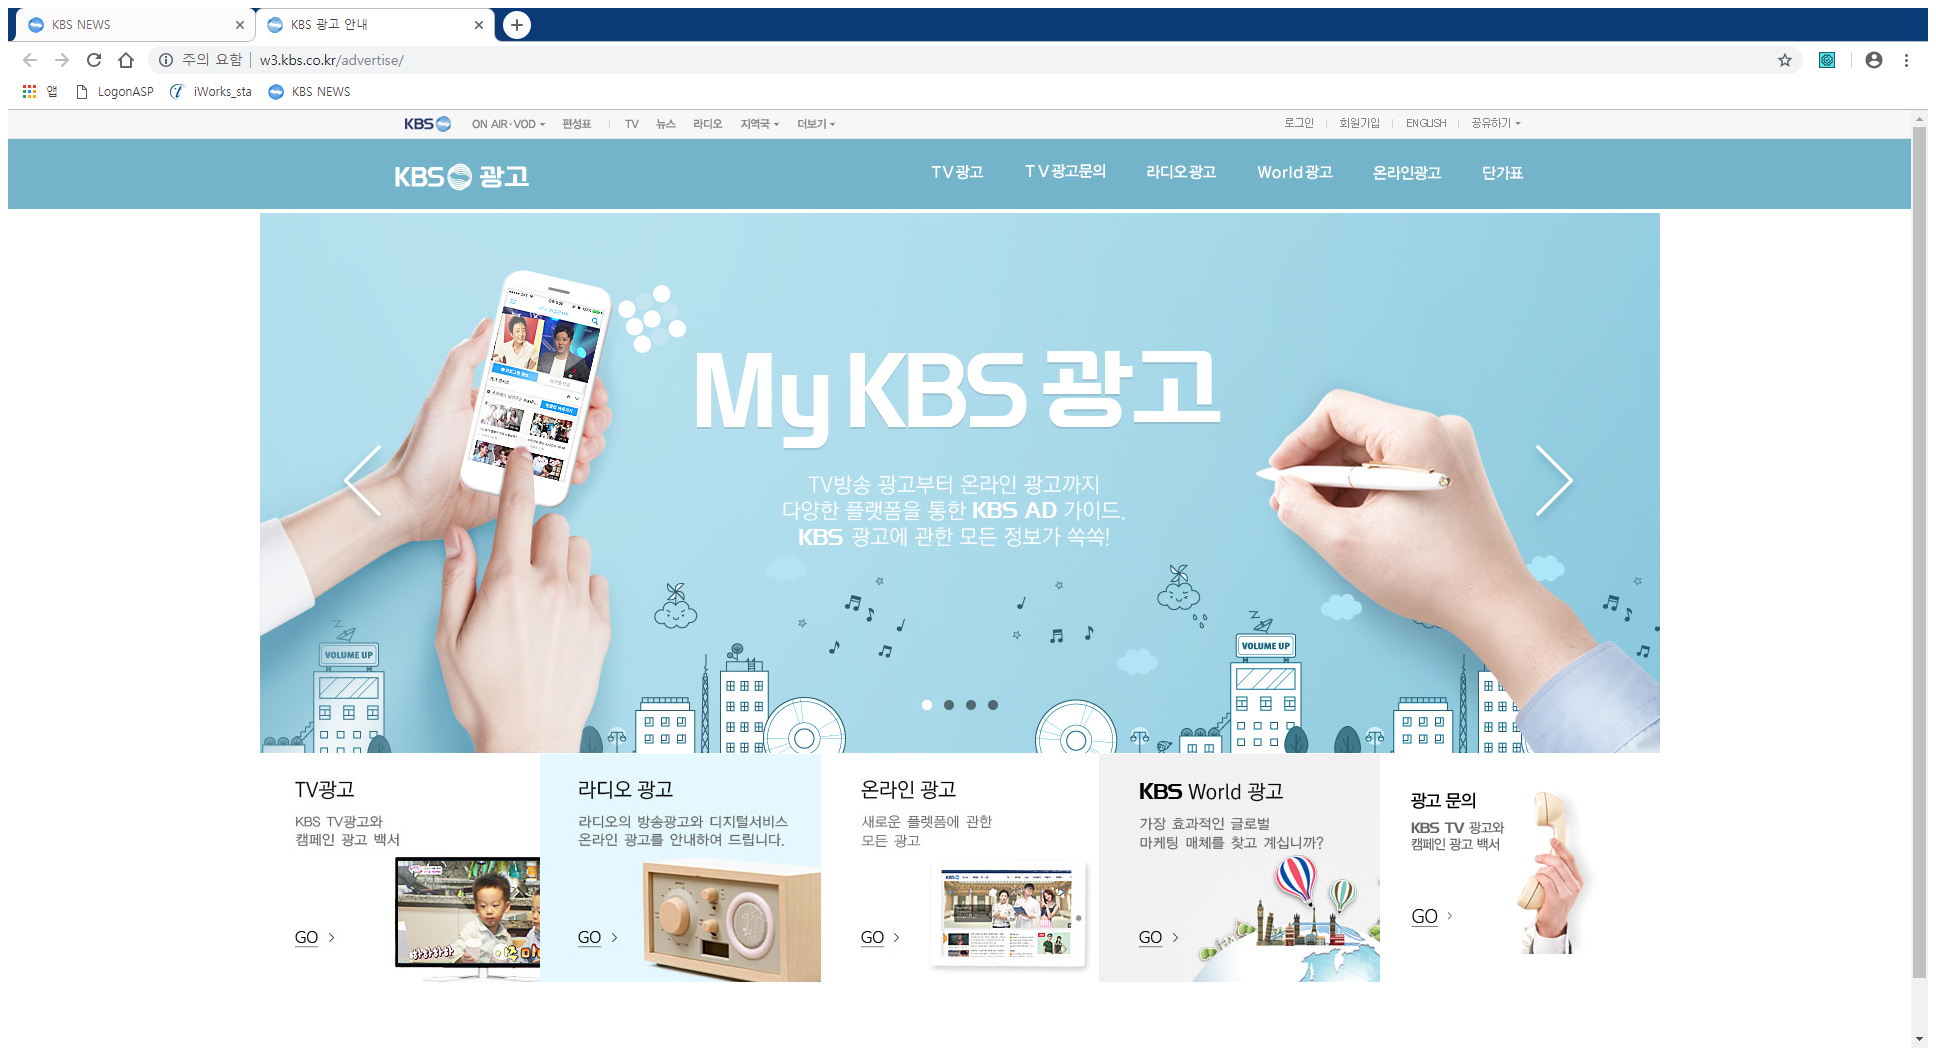 KBS NEWS
KBS 광고 안내
주의 요함 | w3.kbs.co.kr/advertise/
앱 LogonASP iWorks_sta KBS NEWS
KBS ON AIR·VOD 편성표 TV 뉴스 라디오 지역국 더보기 로그인 회원가입 ENGLISH 공유하기
KBS 광고 TV광고 TV광고문의 라디오광고 World광고 온라인광고 단가표
My KBS 광고
TV방송 광고부터 온라인 광고까지
다양한 플랫폼을 통한 KBS AD 가이드.
KBS 광고에 관한 모든 정보가 쏙쏙!
VOLUME UP
VOLUME UP
TV광고
KBS TV광고와
캠페인 광고 백서
GO
라디오 광고
라디오의 방송광고와 디지털서비스
온라인 광고를 안내하여 드립니다.
GO
온라인 광고
새로운 플렛폼에 관한
모든 광고
GO
KBS World 광고
가장 효과적인 글로벌
마케팅 매체를 찾고 계십니까?
GO
광고 문의
KBS TV 광고와
캠페인 광고 백서
GO